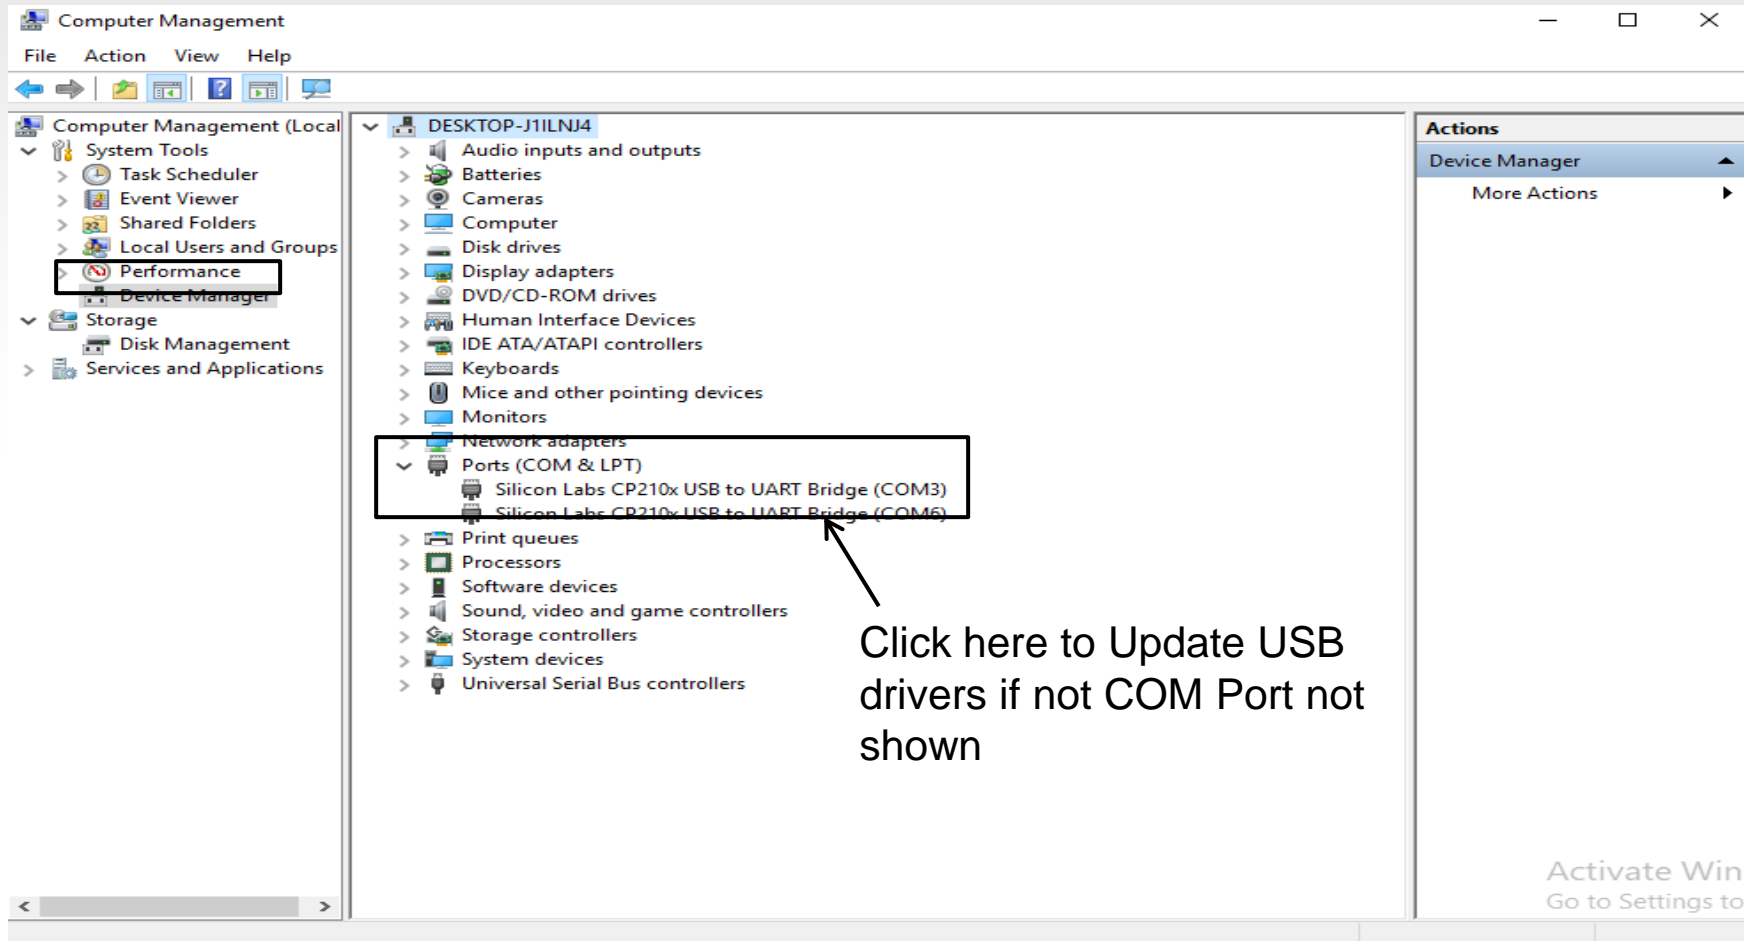 Computer Management
File Action View Help
Computer Management (Local
System Tools
Task Scheduler
Event Viewer
Shared Folders
Local Users and Groups
Performance
Device Manager
Storage
Disk Management
Services and Applications
DESKTOP-J1ILNJ4
Audio inputs and outputs
Batteries
Cameras
Computer
Disk drives
Display adapters
DVD/CD-ROM drives
Human Interface Devices
IDE ATA/ATAPI controllers
Keyboards
Mice and other pointing devices
Monitors
Network adapters
Ports (COM & LPT)
Silicon Labs CP210x USB to UART Bridge (COM3)
Silicon Labs CP210x USB to UART Bridge (COM6)
Print queues
Processors
Software devices
Sound, video and game controllers
Storage controllers
System devices
Universal Serial Bus controllers
Click here to Update USB
drivers if not COM Port not
shown
Actions
Device Manager
More Actions
Activate Win
Go to Settings to